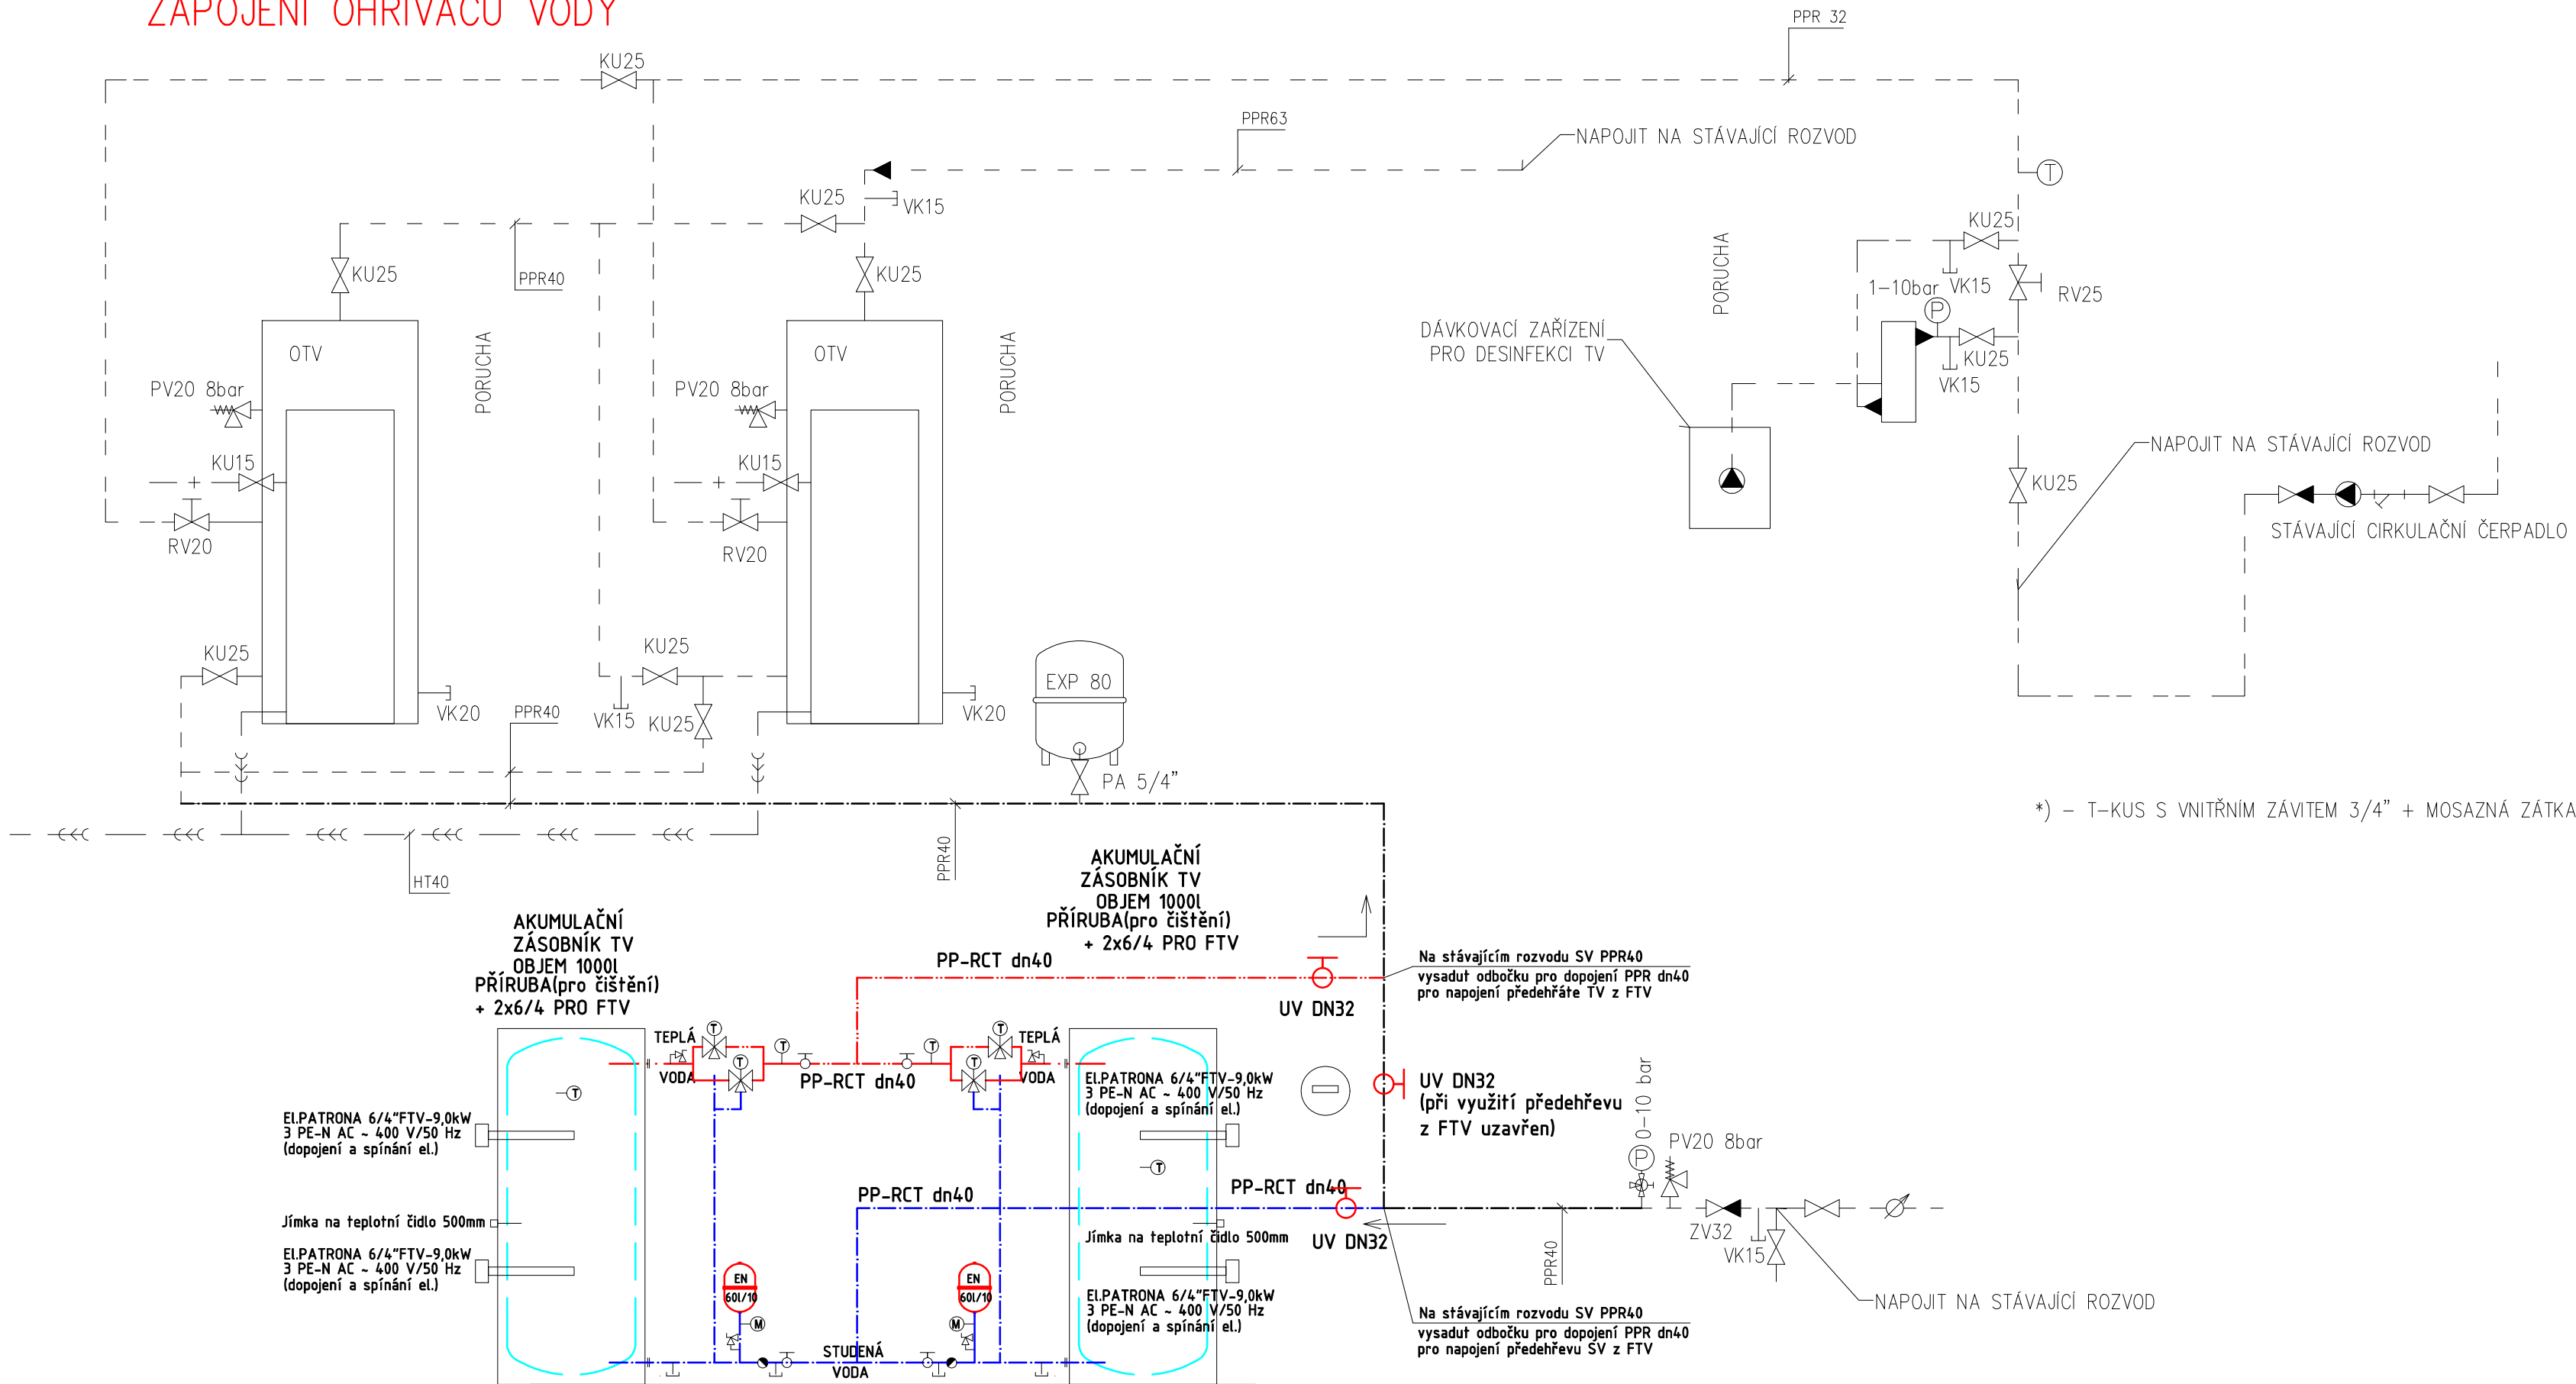 ZAPOJENÍ OHŘÍVAČŮ VODY
PPR 32
KU25
PPR63
NAPOJIT NA STÁVAJÍCÍ ROZVOD
T
KU25
VK15
KU25
PPR40
KU25
KU25
PORUCHA
1-10bar
VK15
P
RV25
OTV
PORUCHA
OTV
PORUCHA
DÁVKOVACÍ ZAŘÍZENÍ
PRO DESINFEKCI TV
KU25
VK15
PV20 8bar
PV20 8bar
NAPOJIT NA STÁVAJÍCÍ ROZVOD
KU15
KU15
KU25
RV20
RV20
STÁVAJÍCÍ CIRKULAČNÍ ČERPADLO
KU25
KU25
EXP 80
VK20
PPR40
VK15
KU25
VK20
PA 5/4"
*) - T-KUS S VNITŘNÍM ZÁVITEM 3/4" + MOSAZNÁ ZÁTKA
PPR40
HT40
AKUMULAČNÍ
ZÁSOBNÍK TV
OBJEM 1000l
PŘÍRUBA(pro čištění)
+ 2x6/4 PRO FTV
AKUMULAČNÍ
ZÁSOBNÍK TV
OBJEM 1000l
PŘÍRUBA(pro čištění)
+ 2x6/4 PRO FTV
PP-RCT dn40
UV DN32
Na stávajícím rozvodu SV PPR40
vysadut odbočku pro dopojení PPR dn40
pro napojení předehřáte TV z FTV
TEPLÁ
VODA
T
T
T
T
T
T
TEPLÁ
VODA
PP-RCT dn40
T
El.PATRONA 6/4"FTV-9,0kW
3 PE-N AC ~ 400 V/50 Hz
(dopojení a spínání el.)
El.PATRONA 6/4"FTV-9,0kW
3 PE-N AC ~ 400 V/50 Hz
(dopojení a spínání el.)
T
UV DN32
(při využití předehřevu
z FTV uzavřen)
0-10 bar
P
PV20 8bar
PP-RCT dn40
PP-RCT dn40
Jímka na teplotní čidlo 500mm
Jímka na teplotní čidlo 500mm
UV DN32
ZV32
VK15
PPR40
El.PATRONA 6/4"FTV-9,0kW
3 PE-N AC ~ 400 V/50 Hz
(dopojení a spínání el.)
EN
60l/10
M
EN
60l/10
M
El.PATRONA 6/4"FTV-9,0kW
3 PE-N AC ~ 400 V/50 Hz
(dopojení a spínání el.)
NAPOJIT NA STÁVAJÍCÍ ROZVOD
Na stávajícím rozvodu SV PPR40
vysadut odbočku pro dopojení PPR dn40
pro napojení předehřevu SV z FTV
STUDENÁ
VODA